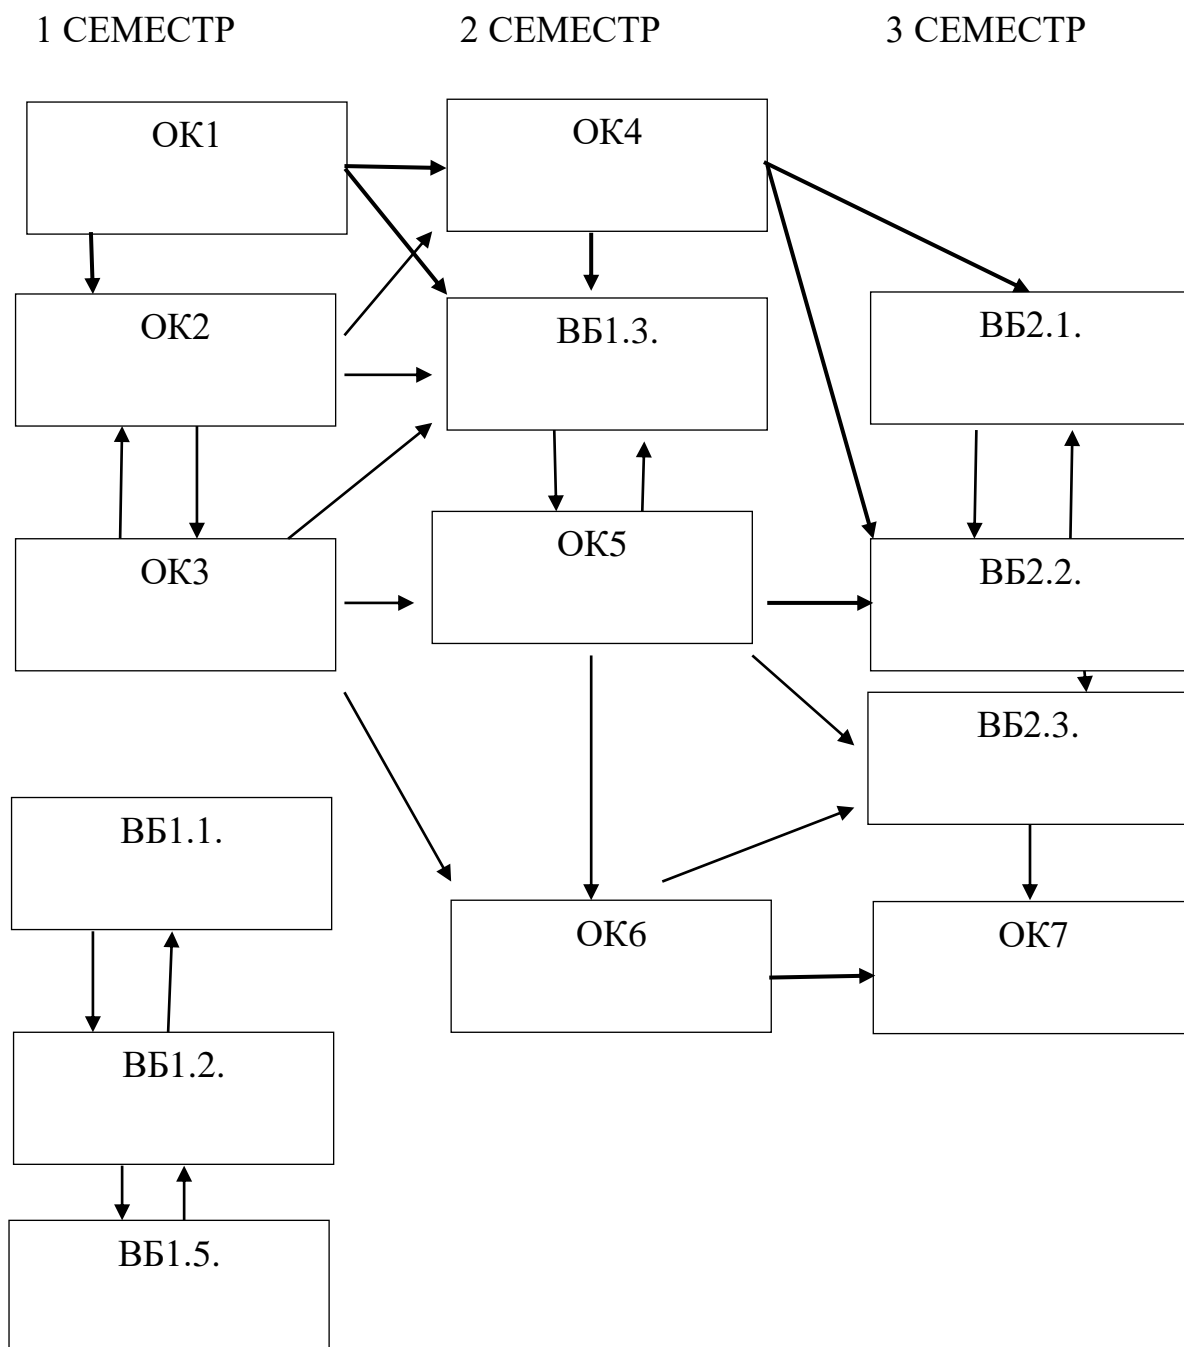 1 СЕМЕСТР
2 СЕМЕСТР
3 СЕМЕСТР
ОК1
ОК4
ОК2
ВБ1.3.
ВБ2.1.
ОК3
ОК5
ВБ2.2.
ВБ2.3.
ВБ1.1.
ОК6
ОК7
ВБ1.2.
ВБ1.5.